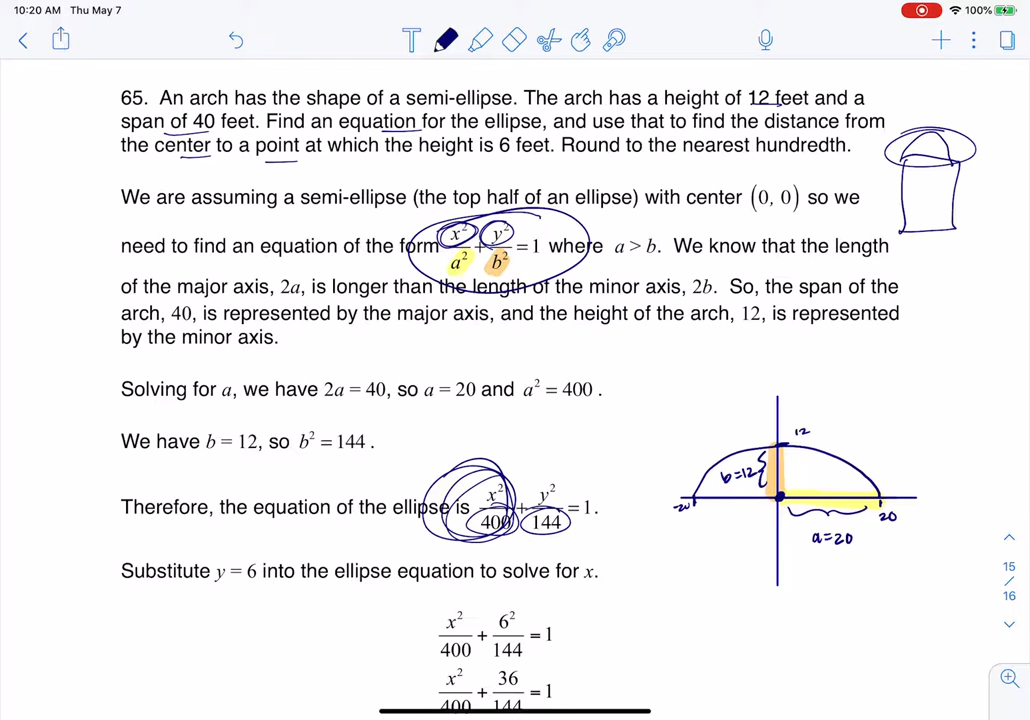 10:20 AM Thu May 7
100%
T
65. An arch has the shape of a semi-ellipse. The arch has a height of 12 feet and a
span of 40 feet. Find an equation for the ellipse, and use that to find the distance from
the center to a point at which the height is 6 feet. Round to the nearest hundredth.
We are assuming a semi-ellipse (the top half of an ellipse) with center (0, 0) so we
need to find an equation of the form x²/a² + y²/b² = 1 where a > b. We know that the length
of the major axis, 2a, is longer than the length of the minor axis, 2b. So, the span of the
arch, 40, is represented by the major axis, and the height of the arch, 12, is represented
by the minor axis.
Solving for a, we have 2a = 40, so a = 20 and a² = 400.
We have b = 12, so b² = 144.
12
b=12
-20
20
a=20
Therefore, the equation of the ellipse is x²/400 + y²/144 = 1.
Substitute y = 6 into the ellipse equation to solve for x.
x²/400 + 6²/144 = 1
x²/400 + 36/144 = 1
15
/
16